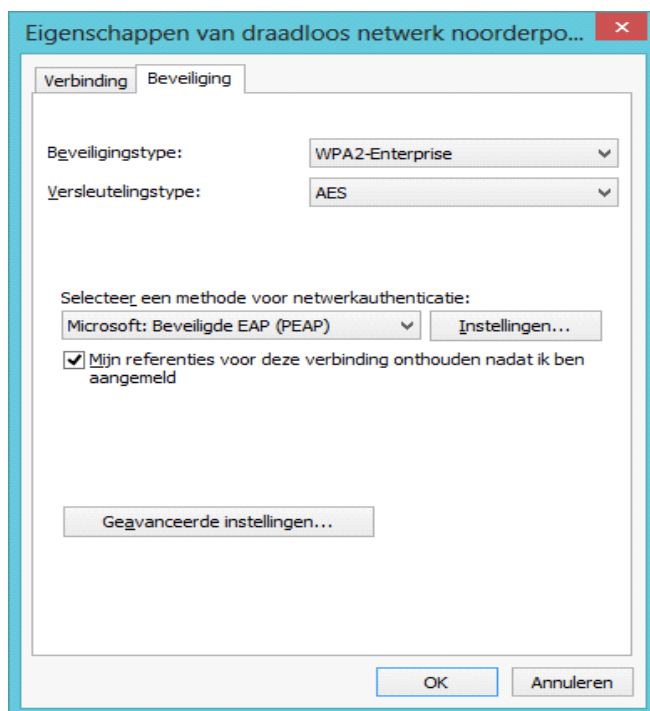 Eigenschappen van draadloos netwerk noorderpo...
Verbinding
Beveiliging
Beveiligingstype:
WPA2-Enterprise
Versleutelingstype:
AES
Selecteer een methode voor netwerkauthenticatie:
Microsoft: Beveiligde EAP (PEAP)
Instellingen...
Mijn referenties voor deze verbinding onthouden nadat ik ben
aangemeld
Geavanceerde instellingen...
OK
Annuleren